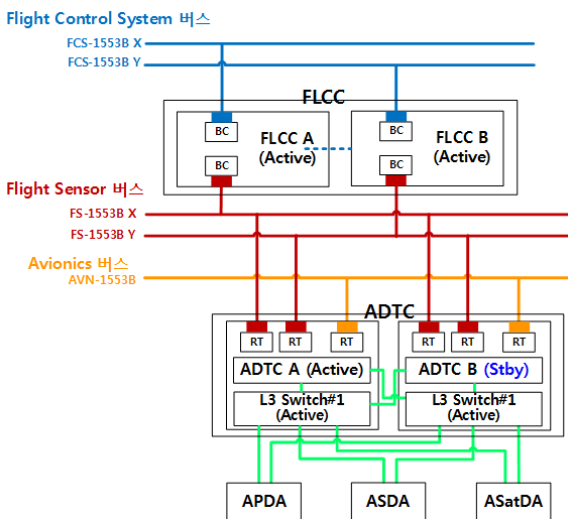 Flight Control System 버스
FCS-1553B X
FCS-1553B Y
FLCC
BC
FLCC A
(Active)
BC
BC
FLCC B
(Active)
BC
Flight Sensor 버스
FS-1553B X
FS-1553B Y
Avionics 버스
AVN-1553B
ADTC
RT
RT
RT
RT
RT
RT
ADTC A (Active)
ADTC B (Stby)
L3 Switch#1
(Active)
L3 Switch#1
(Active)
APDA
ASDA
ASatDA